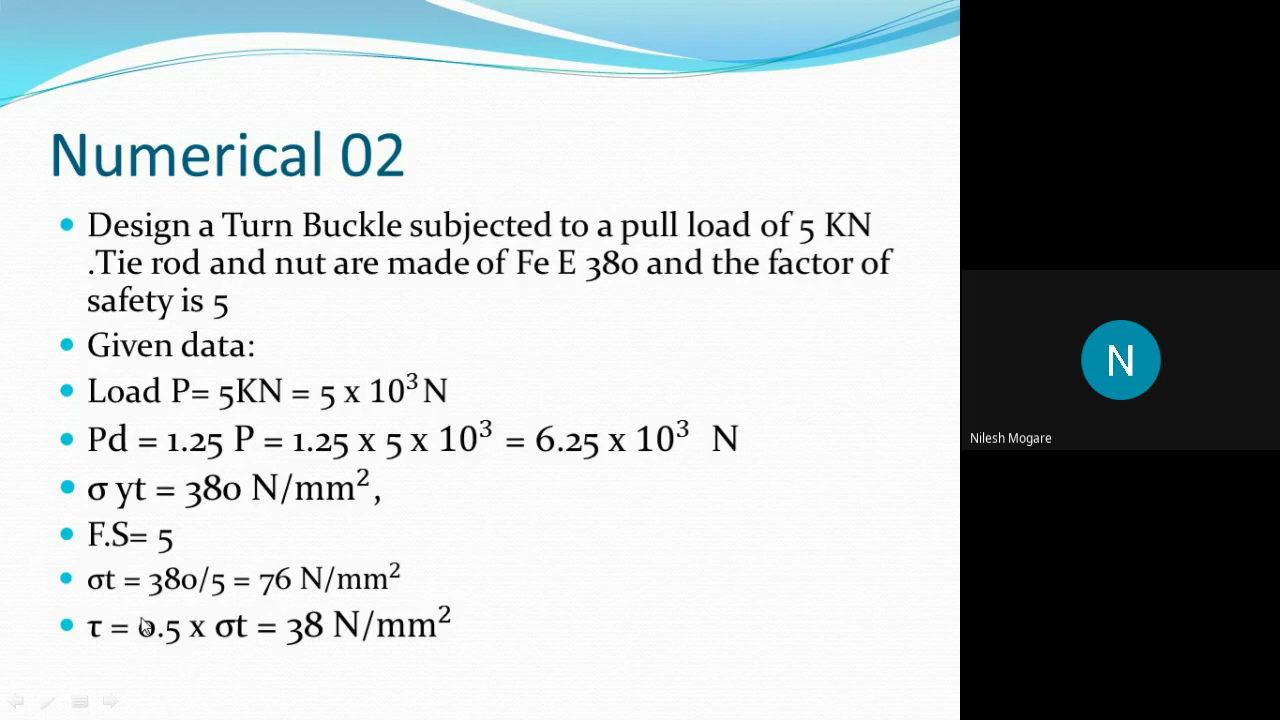 Numerical 02
• Design a Turn Buckle subjected to a pull load of 5 KN
.Tie rod and nut are made of Fe E 380 and the factor of
safety is 5
• Given data:
• Load P= 5KN = 5 x 10³ N
• Pd = 1.25 P = 1.25 x 5 x 10³ = 6.25 x 10³ N
• σ yt = 380 N/mm²,
• F.S= 5
• σt = 380/5 = 76 N/mm²
• τ = 0.5 x σt = 38 N/mm²
N
Nilesh Mogare